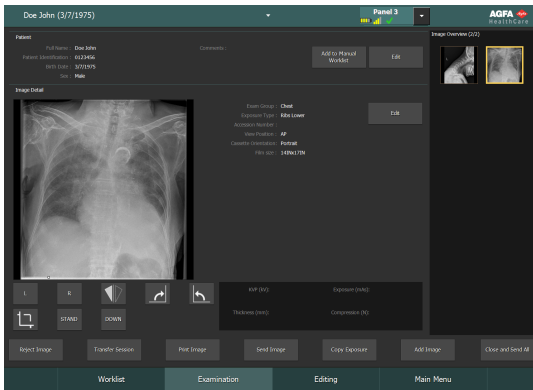 Doe John (3/7/1975)
Panel 3
AGFA
HealthCare
Patient
Full Name : Doe John
Patient Identification : 0123456
Birth Date : 3/7/1975
Sex : Male
Comments :
Add to Manual
Worklist
Edit
Image Overview (2/2)
Image Detail
Exam Group : Chest
Exposure Type : Ribs Lower
Accession Number :
View Position : AP
Cassette Orientation : Portrait
Min size : 14INx17IN
Edit
L
R
STAND
DOWN
KVP (kV):
Exposure (mAs):
Thickness (mm):
Compression (N):
Reject Image
Transfer Session
Print Image
Send Image
Copy Exposure
Add Image
Close and Send All
Worklist
Examination
Editing
Main Menu